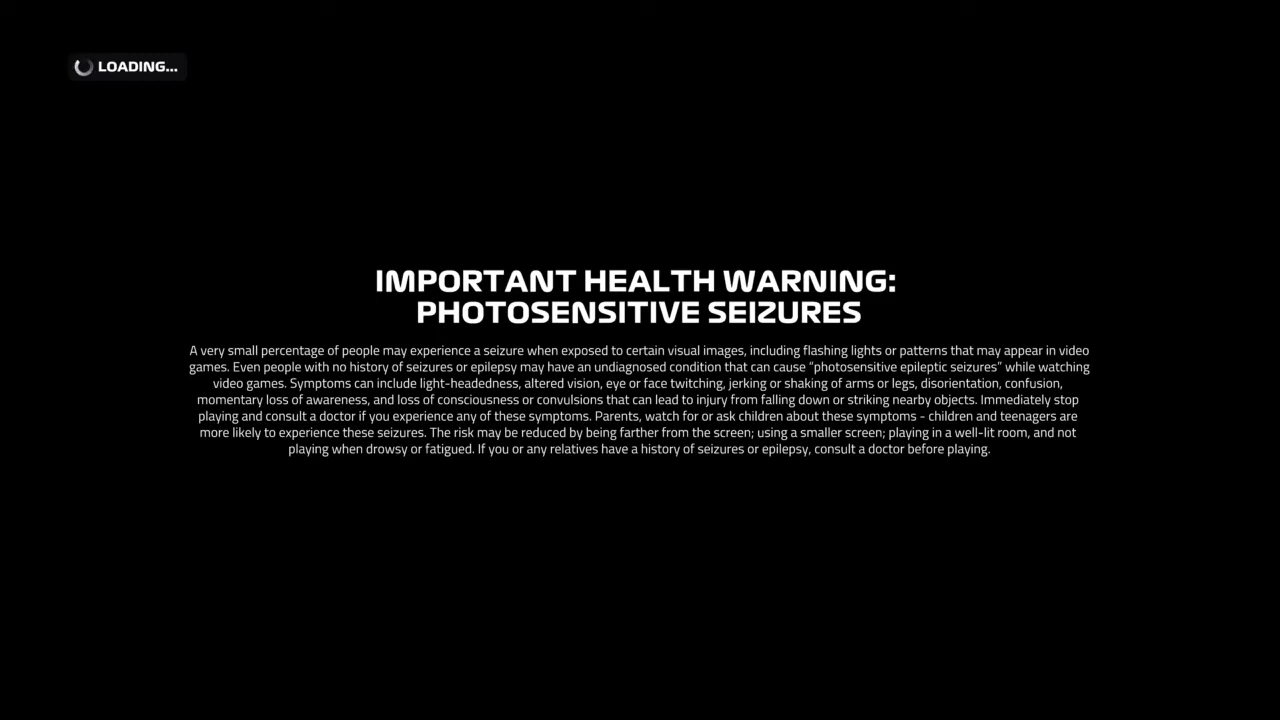 LOADING...
IMPORTANT HEALTH WARNING:
PHOTOSENSITIVE SEIZURES
A very small percentage of people may experience a seizure when exposed to certain visual images, including flashing lights or patterns that may appear in video
games. Even people with no history of seizures or epilepsy may have an undiagnosed condition that can cause “photosensitive epileptic seizures” while watching
video games. Symptoms can include light-headedness, altered vision, eye or face twitching, jerking or shaking of arms or legs, disorientation, confusion,
momentary loss of awareness, and loss of consciousness or convulsions that can lead to injury from falling down or striking nearby objects. Immediately stop
playing and consult a doctor if you experience any of these symptoms. Parents, watch for or ask children about these symptoms - children and teenagers are
more likely to experience these seizures. The risk may be reduced by being farther from the screen; using a smaller screen; playing in a well-lit room, and not
playing when drowsy or fatigued. If you or any relatives have a history of seizures or epilepsy, consult a doctor before playing.